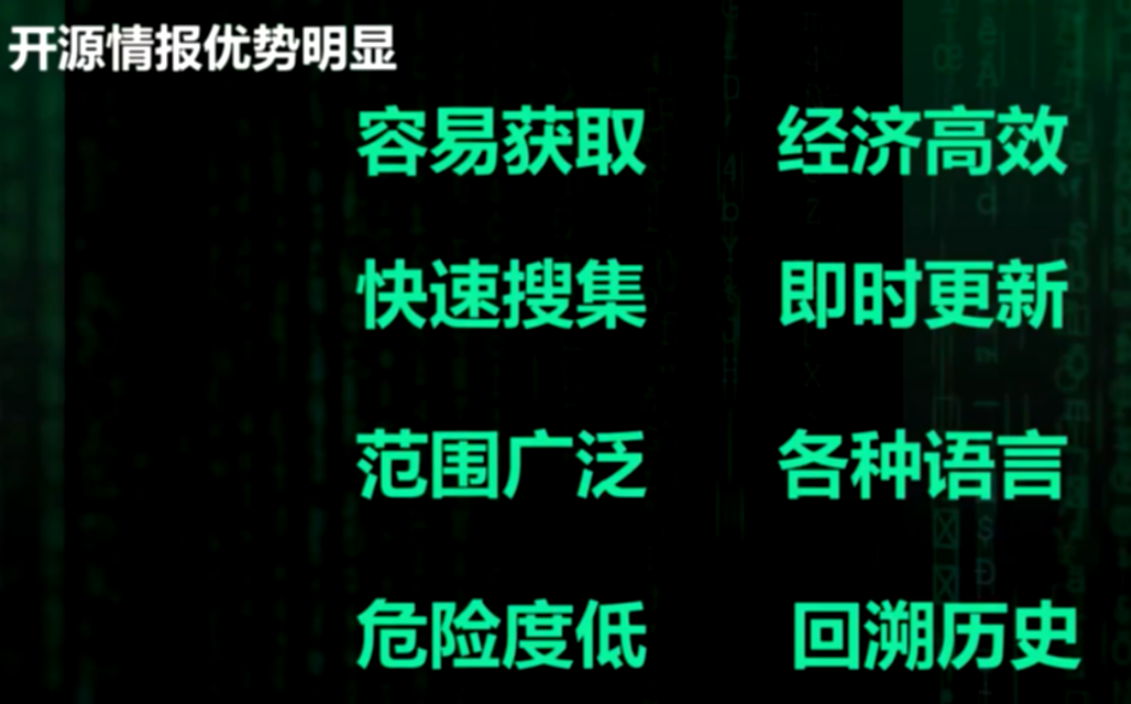 开源情报优势明显
容易获取 经济高效
快速搜集 即时更新
范围广泛 各种语言
危险度低 回溯历史